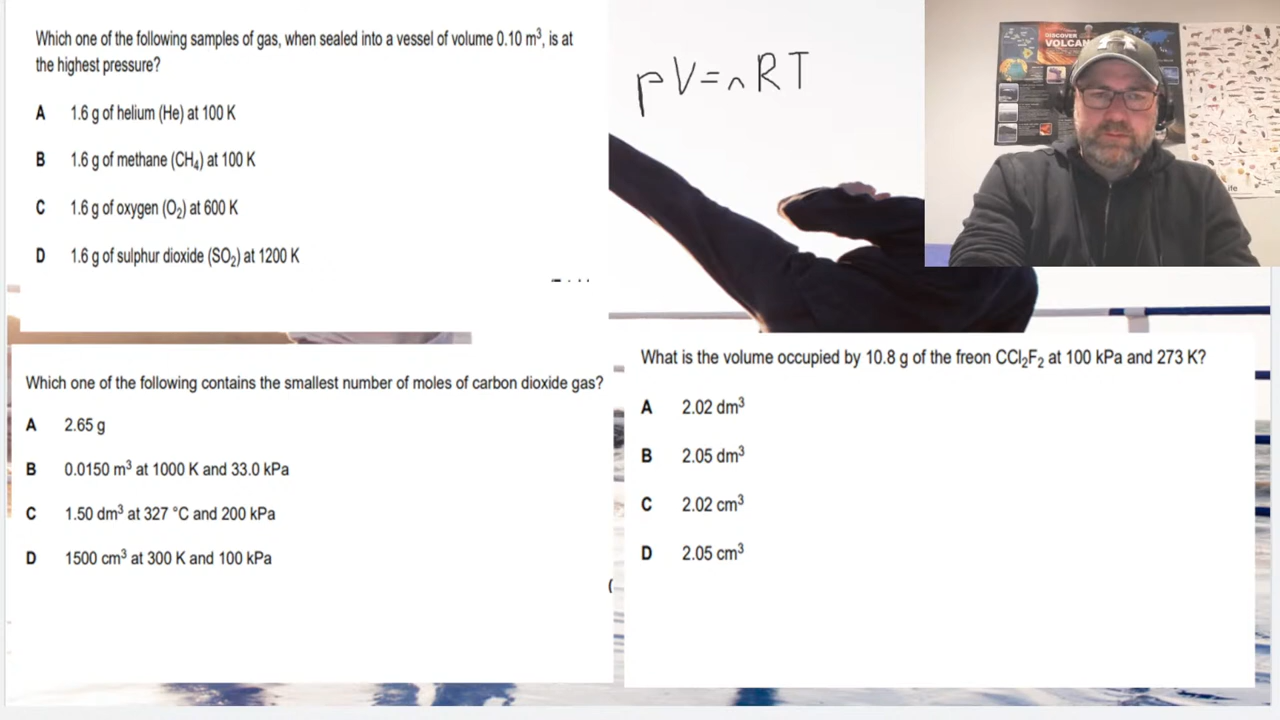 Which one of the following samples of gas, when sealed into a vessel of volume 0.10 m³, is at
the highest pressure?
A 1.6 g of helium (He) at 100 K
B 1.6 g of methane (CH₄) at 100 K
C 1.6 g of oxygen (O₂) at 600 K
D 1.6 g of sulphur dioxide (SO₂) at 1200 K
pV=nRT
DISCOVER
VOLCAN
ife
Which one of the following contains the smallest number of moles of carbon dioxide gas?
A 2.65 g
B 0.0150 m³ at 1000 K and 33.0 kPa
C 1.50 dm³ at 327 °C and 200 kPa
D 1500 cm³ at 300 K and 100 kPa
What is the volume occupied by 10.8 g of the freon CCl₂F₂ at 100 kPa and 273 K?
A 2.02 dm³
B 2.05 dm³
C 2.02 cm³
D 2.05 cm³